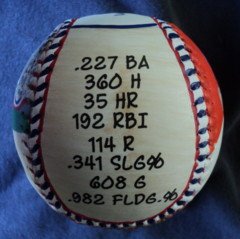 .227 BA
360 H
35 HR
192 RBI
114 R
.341 SLG%
608 G
.982 FLDG.%